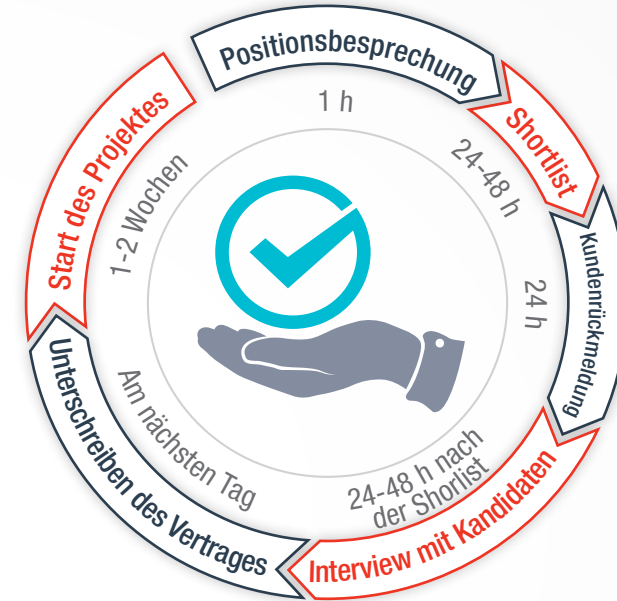 Positionsbesprechung
1 h
Shortlist
24-48 h
Kundenrückmeldung
24 h
Interview mit Kandidaten
24-48 h nach
der Shorlist
Unterschreiben des Vertrages
Am nächsten Tag
Start des Projektes
1-2 Wochen